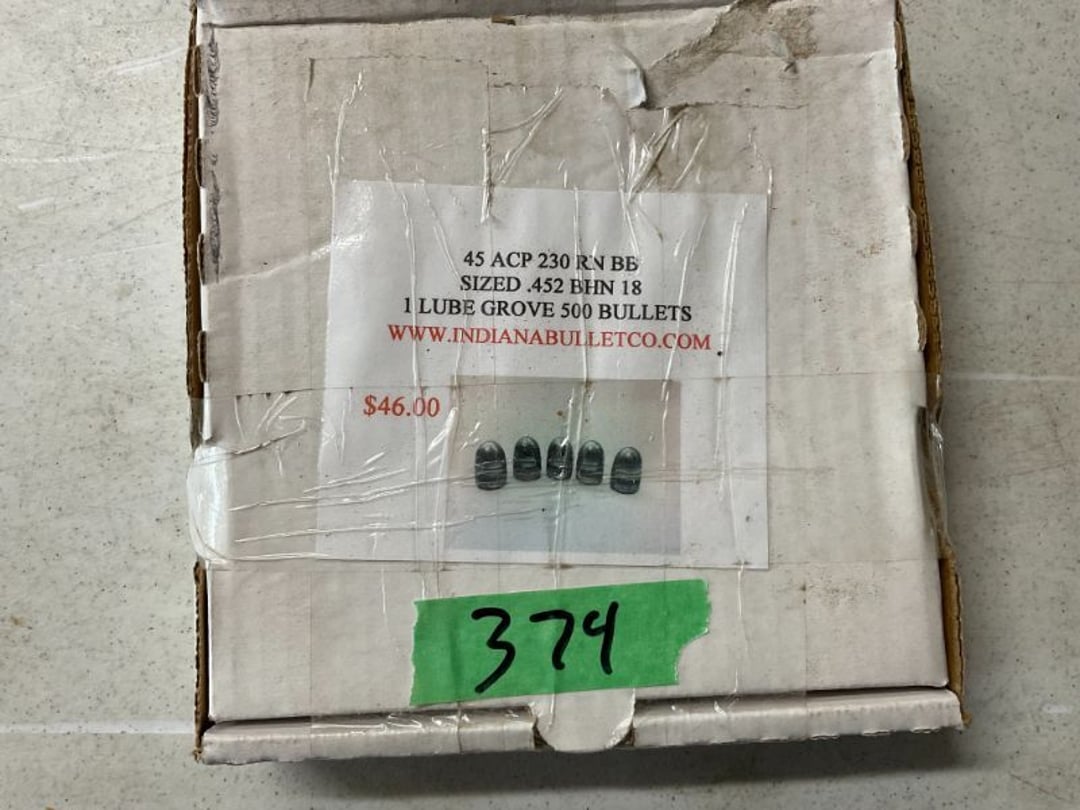 45 ACP 230 RN BB
SIZED .452 BHN 18
1 LUBE GROVE 500 BULLETS
WWW.INDIANABULLETCO.COM
$46.00
374